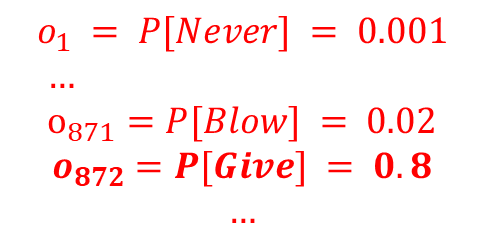 o₁ = P[Never] = 0.001
...
o₈₇₁ = P[Blow] = 0.02
o₈₇₂ = P[Give] = 0.8
...